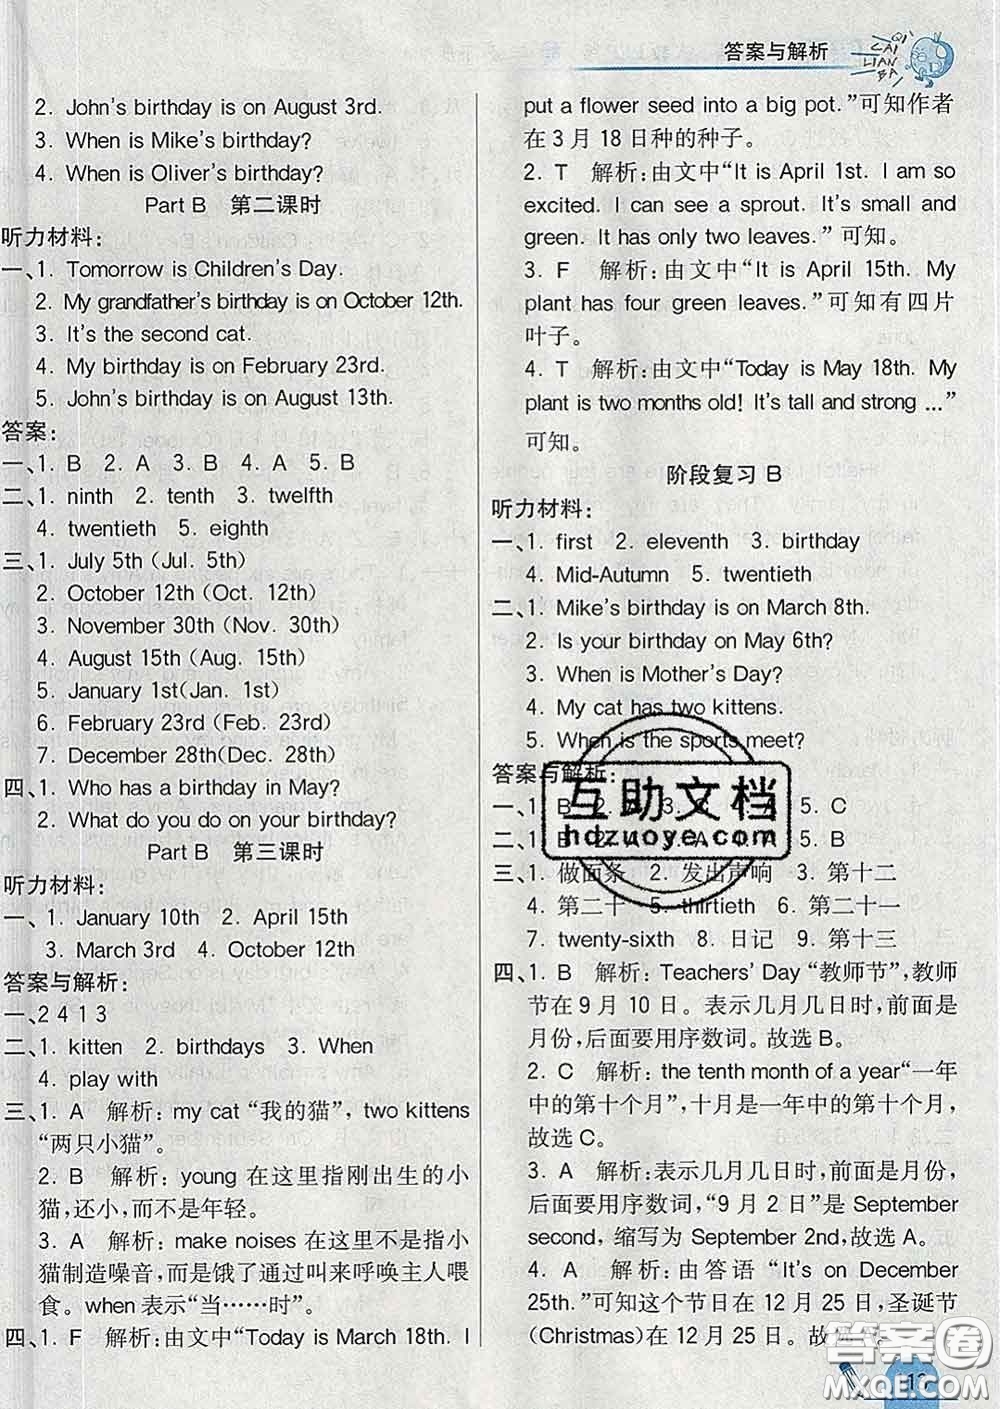 答案与解析
QI CAI LIAN BA
2. John's birthday is on August 3rd.
3. When is Mike's birthday?
4. When is Oliver's birthday?
Part B 第二课时
听力材料：
一、1. Tomorrow is Children's Day.
2. My grandfather's birthday is on October 12th.
3. It's the second cat.
4. My birthday is on February 23rd.
5. John's birthday is on August 13th.
答案：
一、1. B 2. A 3. B 4. A 5. B
二、1. ninth 2. tenth 3. twelfth
4. twentieth 5. eighth
三、1. July 5th (Jul. 5th)
2. October 12th (Oct. 12th)
3. November 30th (Nov. 30th)
4. August 15th (Aug. 15th)
5. January 1st(Jan. 1st)
6. February 23rd (Feb. 23rd)
7. December 28th(Dec. 28th)
四、1. Who has a birthday in May?
2. What do you do on your birthday?
Part B 第三课时
听力材料：
一、1. January 10th 2. April 15th
3. March 3rd 4. October 12th
答案与解析：
一、2 4 1 3
二、1. kitten 2. birthdays 3. When
4. play with
三、1. A 解析：my cat “我的猫”，two kittens
“两只小猫”。
2. B 解析：young 在这里指刚出生的小
猫，还小，而不是年轻。
3. A 解析：make noises 在这里不是指小
猫制造噪音，而是饿了通过叫来呼唤主人喂
食。when 表示“当……时”。
四、1. F 解析：由文中“Today is March 18th. I
put a flower seed into a big pot.”可知作者
在 3 月 18 日种的种子。
2. T 解析：由文中“It is April 1st. I am so
excited. I can see a sprout. It's small and
green. It has only two leaves.”可知。
3. F 解析：由文中“It is April 15th. My
plant has four green leaves.”可知有四片
叶子。
4. T 解析：由文中“Today is May 18th. My
plant is two months old! It's tall and strong ...”
可知。
阶段复习 B
听力材料：
一、1. first 2. eleventh 3. birthday
4. Mid-Autumn 5. twentieth
二、1. Mike's birthday is on March 8th.
2. Is your birthday on May 6th?
3. When is Mother's Day?
4. My cat has two kittens.
5. When is the sports meet?
答案与解析：
一、1. B 2. A 3. 4. 5. C
二、1. B 2. A 3. A 4. A 5. B
三、1. 做面条 2. 发出声响 3. 第十二
4. 第二十 5. thirtieth 6. 第二十一
7. twenty-sixth 8. 日记 9. 第十三
四、1. B 解析：Teachers' Day “教师节”，教师
节在 9 月 10 日。表示几月几日时，前面是
月份，后面要用序数词。故选 B。
2. C 解析：the tenth month of a year“一年
中的第十个月”，十月是一年中的第十个月，
故选 C。
3. A 解析：表示几月几日时，前面是月份，
后面要用序数词，“9 月 2 日”是 September
second，缩写为 September 2nd，故选 A。
4. A 解析：由答语 “It's on December
25th.” 可知这个节日在 12 月 25 日，圣诞节
(Christmas)在 12 月 25 日。故选
互助文档
hdzuoye.com
答案圈
MXQE.COM